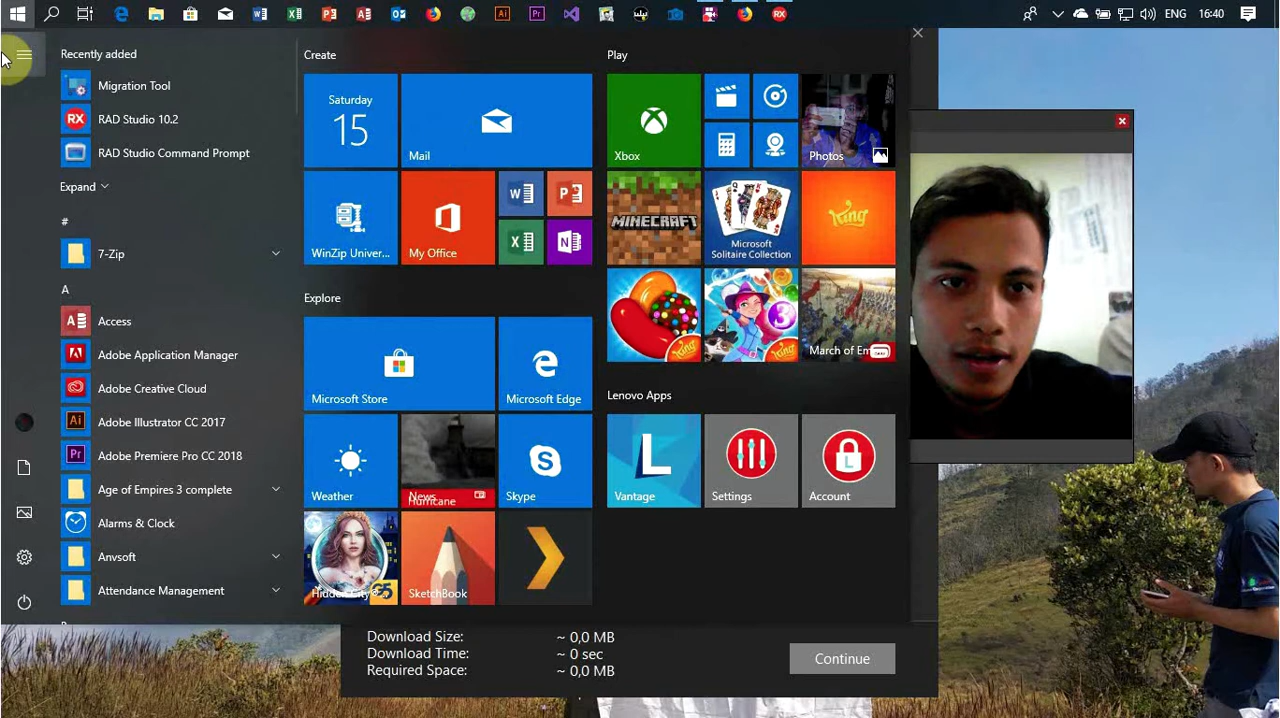 ENG 16:40
Recently added
Migration Tool
RAD Studio 10.2
RAD Studio Command Prompt
Expand
#
7-Zip
A
Access
Adobe Application Manager
Adobe Creative Cloud
Adobe Illustrator CC 2017
Adobe Premiere Pro CC 2018
Age of Empires 3 complete
Alarms & Clock
Anvsoft
Attendance Management
Create
Saturday
15
Mail
WinZip Univer...
My Office
Explore
Microsoft Store
Microsoft Edge
Weather
News
Hurricane
Skype
SketchBook
Play
Xbox
Photos
MINECRAFT
Microsoft
Solitaire Collection
King
King
King
Lenovo Apps
Vantage
Settings
Account
Download Size: ~ 0,0 MB
Download Time: ~ 0 sec
Required Space: ~ 0,0 MB
Continue